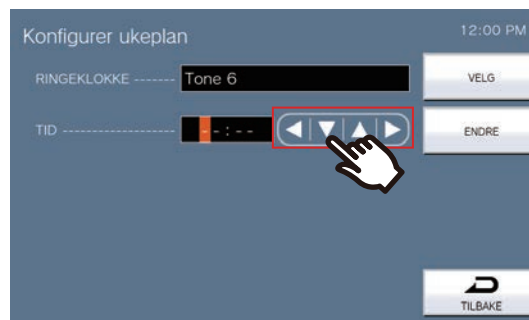 Konfigurer ukeplan
12:00 PM
RINGEKLOKKE ------- Tone 6
VELG
TID ------------------ --:--
ENDRE
TILBAKE